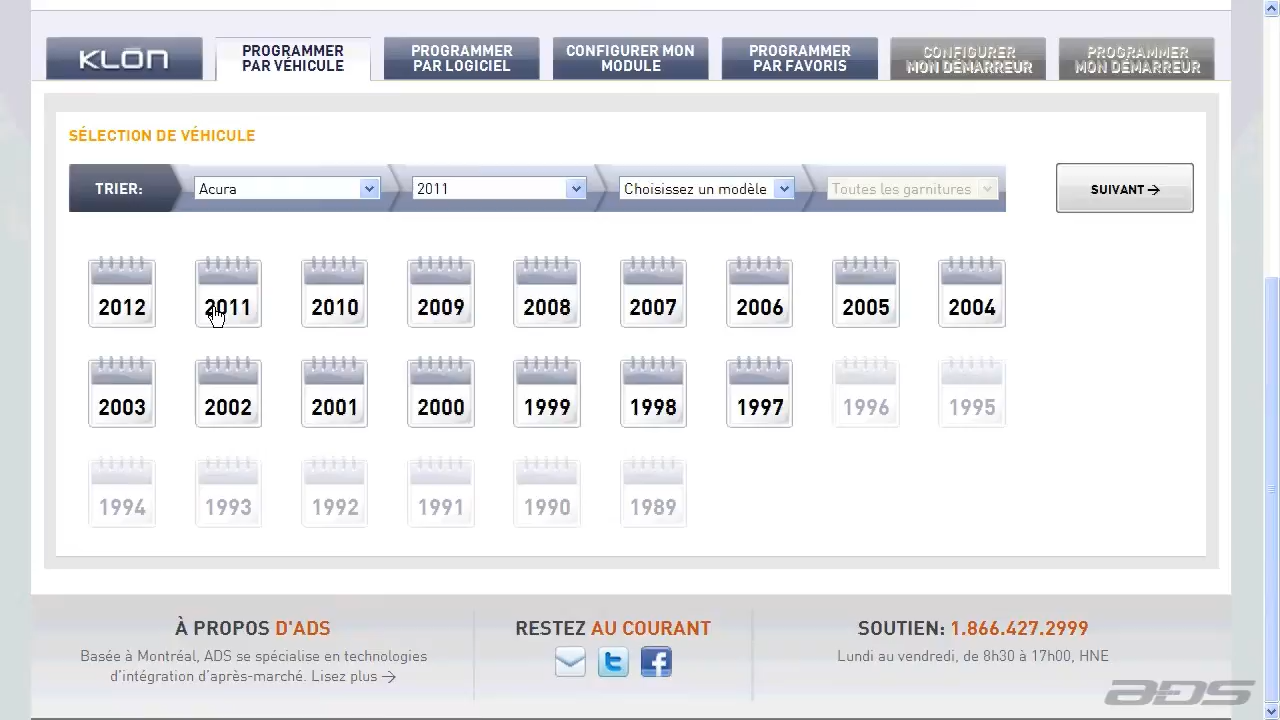 KLŌN
PROGRAMMER
PAR VÉHICULE
PROGRAMMER
PAR LOGICIEL
CONFIGURER MON
MODULE
PROGRAMMER
PAR FAVORIS
CONFIGURER
MON DÉMARREUR
PROGRAMMER
MON DÉMARREUR
SÉLECTION DE VÉHICULE
TRIER: Acura 2011 Choisissez un modèle Toutes les garnitures SUIVANT →
2012 2011 2010 2009 2008 2007 2006 2005 2004
2003 2002 2001 2000 1999 1998 1997 1996 1995
1994 1993 1992 1991 1990 1989
À PROPOS D'ADS
Basée à Montréal, ADS se spécialise en technologies
d'intégration d'après-marché. Lisez plus →
RESTEZ AU COURANT
SOUTIEN: 1.866.427.2999
Lundi au vendredi, de 8h30 à 17h00, HNE
ADS